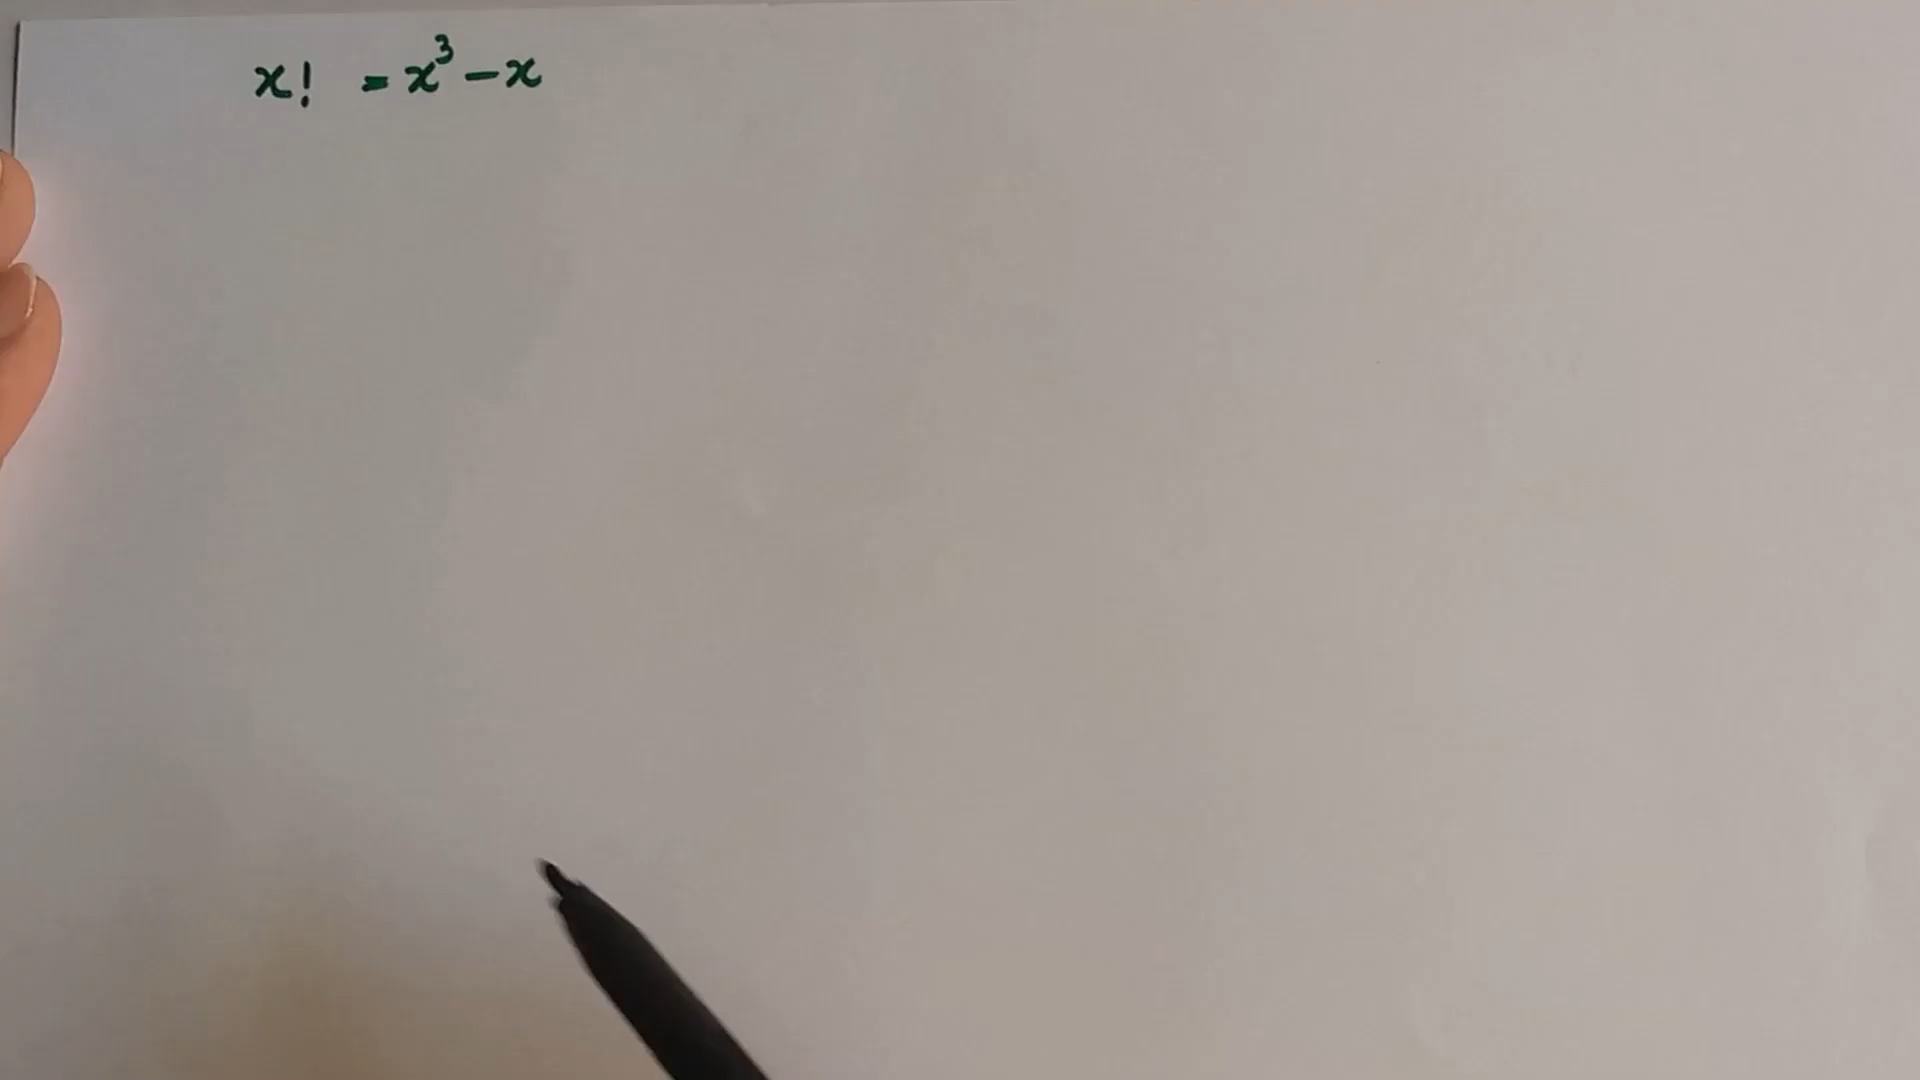 x! = x³ - x